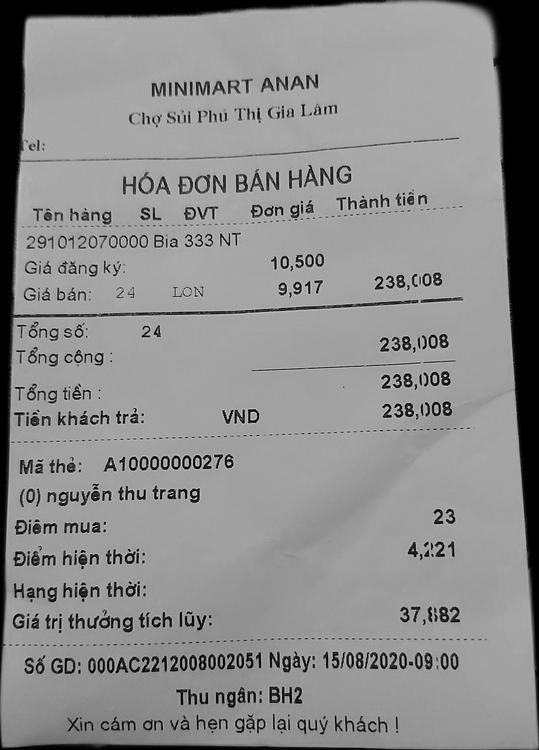 MINIMART ANAN
Chợ Sủi Phú Thị Gia Lâm
Tel:
HÓA ĐƠN BÁN HÀNG
Tên hàng SL ĐVT Đơn giá Thành tiền
291012070000 Bia 333 NT
Giá đăng ký: 10,500
Giá bán: 24 LON 9,917 238,008
Tổng số: 24
Tổng cộng : 238,008
Tổng tiền : 238,008
Tiền khách trả: VND 238,008
Mã thẻ: A10000000276
(0) nguyễn thu trang
Điểm mua: 23
Điểm hiện thời: 4,221
Hạng hiện thời:
Giá trị thưởng tích lũy: 37,882
Số GD: 000AC2212008002051 Ngày: 15/08/2020-09:00
Thu ngân: BH2
Xin cám ơn và hẹn gặp lại quý khách !